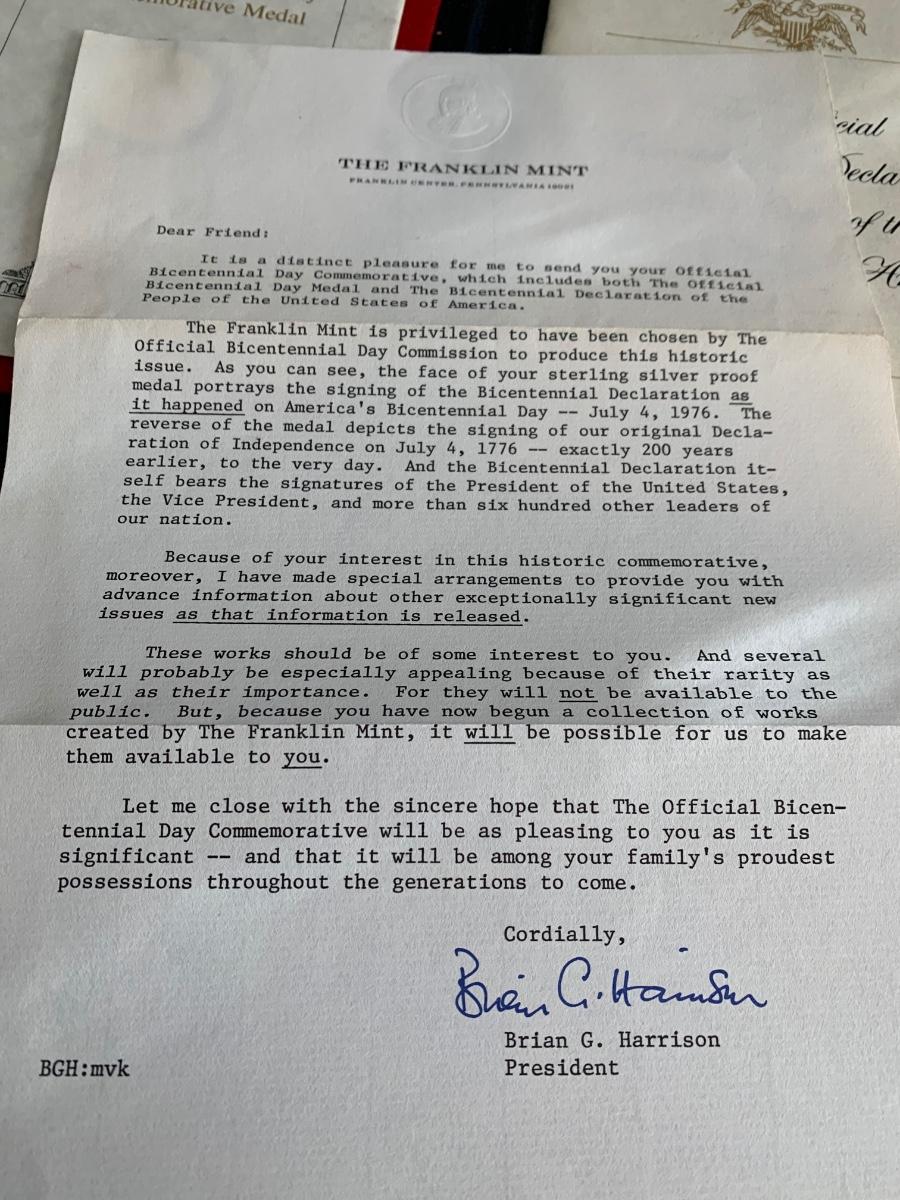 morative Medal
cial
Decla
of th
THE FRANKLIN MINT
FRANKLIN CENTER, PENNSYLVANIA 19091
Dear Friend:
It is a distinct pleasure for me to send you your Official
Bicentennial Day Commemorative, which includes both The Official
Bicentennial Day Medal and The Bicentennial Declaration of the
People of the United States of America.
The Franklin Mint is privileged to have been chosen by The
Official Bicentennial Day Commission to produce this historic
issue. As you can see, the face of your sterling silver proof
medal portrays the signing of the Bicentennial Declaration as
it happened on America's Bicentennial Day -- July 4, 1976. The
reverse of the medal depicts the signing of our original Decla-
ration of Independence on July 4, 1776 -- exactly 200 years
earlier, to the very day. And the Bicentennial Declaration it-
self bears the signatures of the President of the United States,
the Vice President, and more than six hundred other leaders of
our nation.
Because of your interest in this historic commemorative,
moreover, I have made special arrangements to provide you with
advance information about other exceptionally significant new
issues as that information is released.
These works should be of some interest to you. And several
will probably be especially appealing because of their rarity as
well as their importance. For they will not be available to the
public. But, because you have now begun a collection of works
created by The Franklin Mint, it will be possible for us to make
them available to you.
Let me close with the sincere hope that The Official Bicen-
tennial Day Commemorative will be as pleasing to you as it is
significant -- and that it will be among your family's proudest
possessions throughout the generations to come.
Cordially,
Brian G. Harrison
Brian G. Harrison
President
BGH:mvk